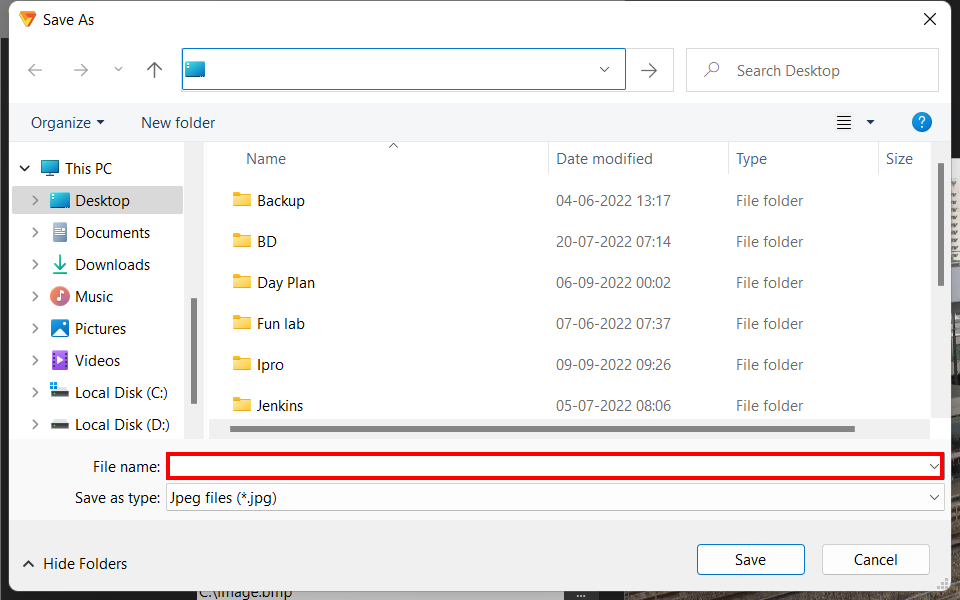 Save As
Search Desktop
Organize New folder ?
Name Date modified Type Size
This PC
Desktop
Documents
Downloads
Music
Pictures
Videos
Local Disk (C:)
Local Disk (D:)
Backup 04-06-2022 13:17 File folder
BD 20-07-2022 07:14 File folder
Day Plan 06-09-2022 00:02 File folder
Fun lab 07-06-2022 07:37 File folder
Ipro 09-09-2022 09:26 File folder
Jenkins 05-07-2022 08:06 File folder
File name:
Save as type: Jpeg files (*.jpg)
Hide Folders Save Cancel
C:\image.bmp ...